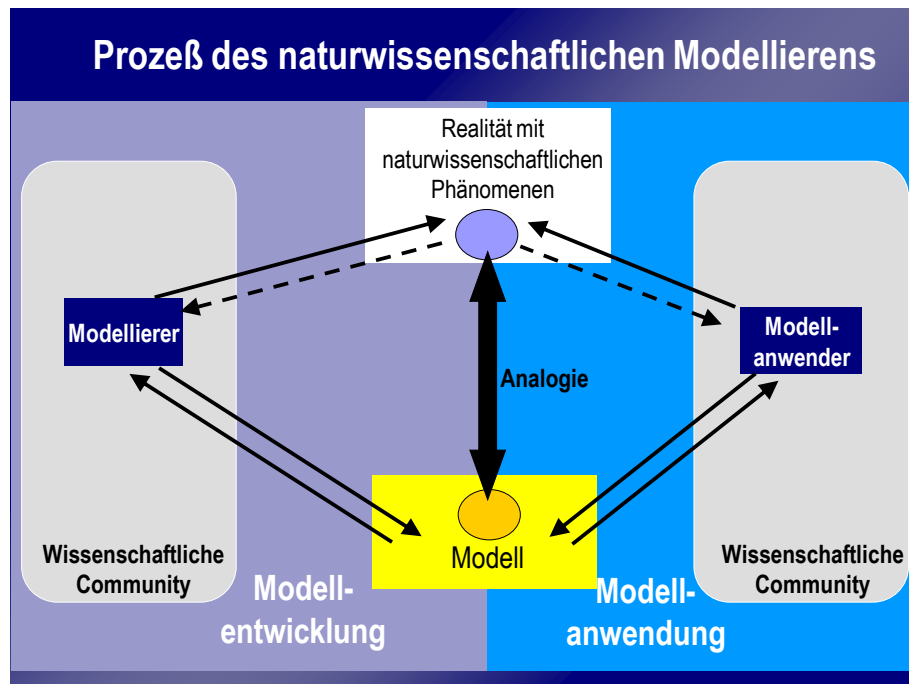 Prozeß des naturwissenschaftlichen Modellierens
Realität mit
naturwissenschaftlichen
Phänomenen
Modellierer
Modell-
anwender
Analogie
Modell
Wissenschaftliche
Community
Wissenschaftliche
Community
Modell-
entwicklung
Modell-
anwendung